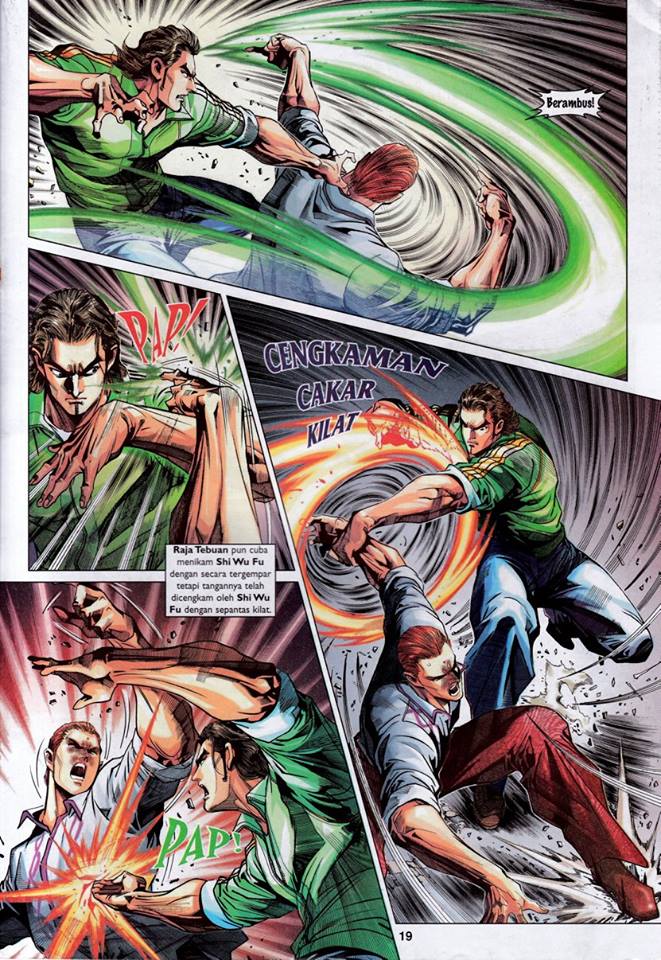 Berambus!
PAP!
CENGKAMAN
CAKAR
KILAT
Raja Tebuan pun cuba
menikam Shi Wu Fu
dengan secara tergempar
tetapi tangannya telah
dicengkam oleh Shi Wu
Fu dengan sepantas kilat.
PAP!
19